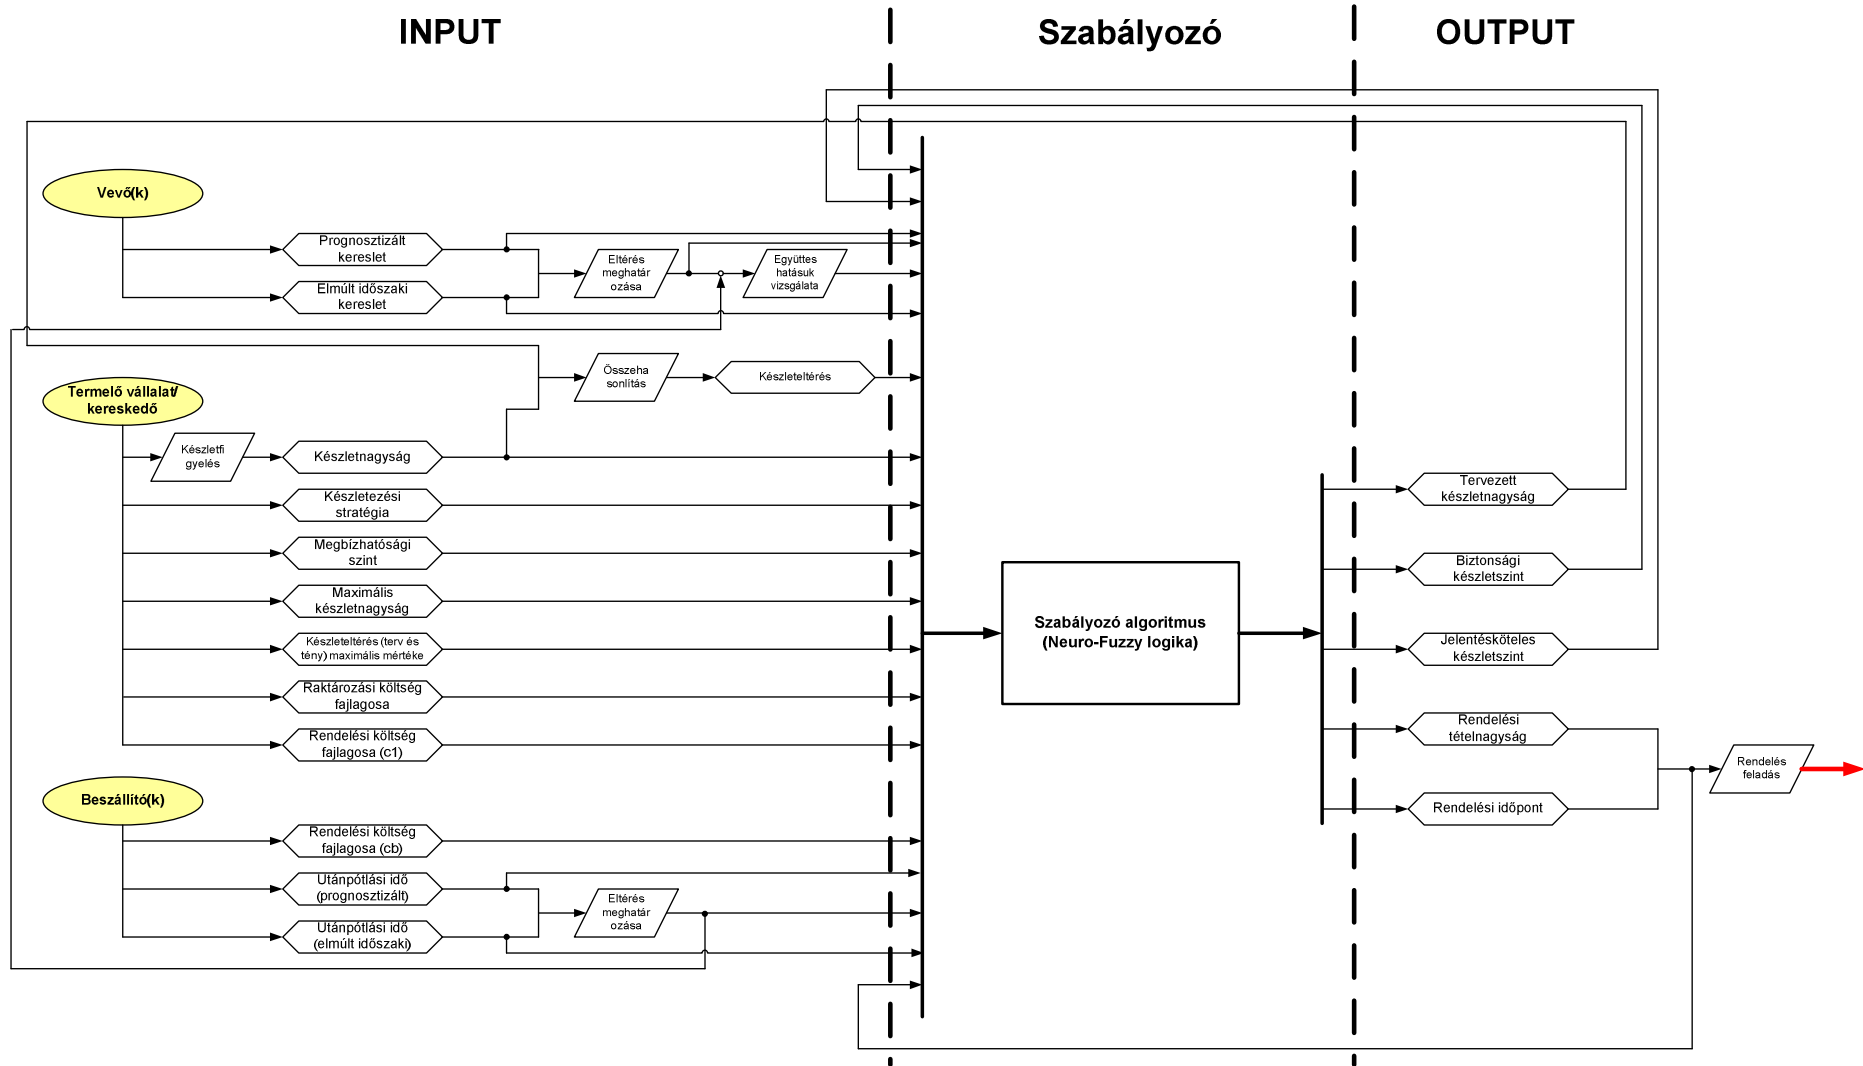 INPUT
Szabályozó
OUTPUT
Vevő(k)
Prognosztizált
kereslet
Elmúlt időszaki
kereslet
Eltérés
meghatár
ozása
Együttes
hatásuk
vizsgálata
Termelő vállalat/
kereskedő
Összeha
sonlítás
Készleteltérés
Készletfi
gyelés
Készletnagyság
Készletezési
stratégia
Megbízhatósági
szint
Maximális
készletnagyság
Készleteltérés (terv és
tény) maximális mértéke
Raktározási költség
fajlagosa
Rendelési költség
fajlagosa (c1)
Beszállító(k)
Rendelési költség
fajlagosa (cb)
Utánpótlási idő
(prognosztizált)
Utánpótlási idő
(elmúlt időszaki)
Eltérés
meghatár
ozása
Szabályozó algoritmus
(Neuro-Fuzzy logika)
Tervezett
készletnagyság
Biztonsági
készletszint
Jelentésköteles
készletszint
Rendelési
tételnagyság
Rendelési időpont
Rendelés
feladás